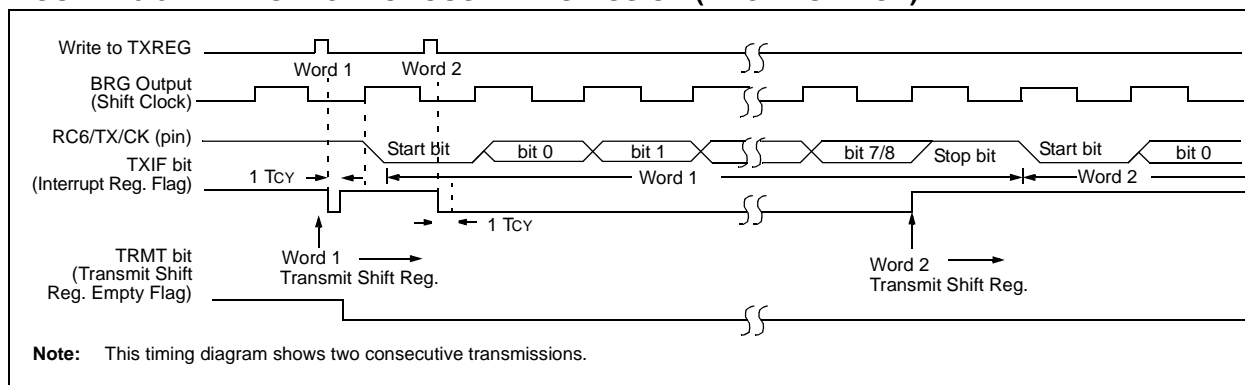 Write to TXREG
Word 1
Word 2
BRG Output
(Shift Clock)
RC6/TX/CK (pin)
Start bit
bit 0
bit 1
bit 7/8
Stop bit
Start bit
bit 0
TXIF bit
(Interrupt Reg. Flag)
1 TCY
Word 1
Word 2
1 TCY
TRMT bit
(Transmit Shift
Reg. Empty Flag)
Word 1
Transmit Shift Reg.
Word 2
Transmit Shift Reg.
Note: This timing diagram shows two consecutive transmissions.